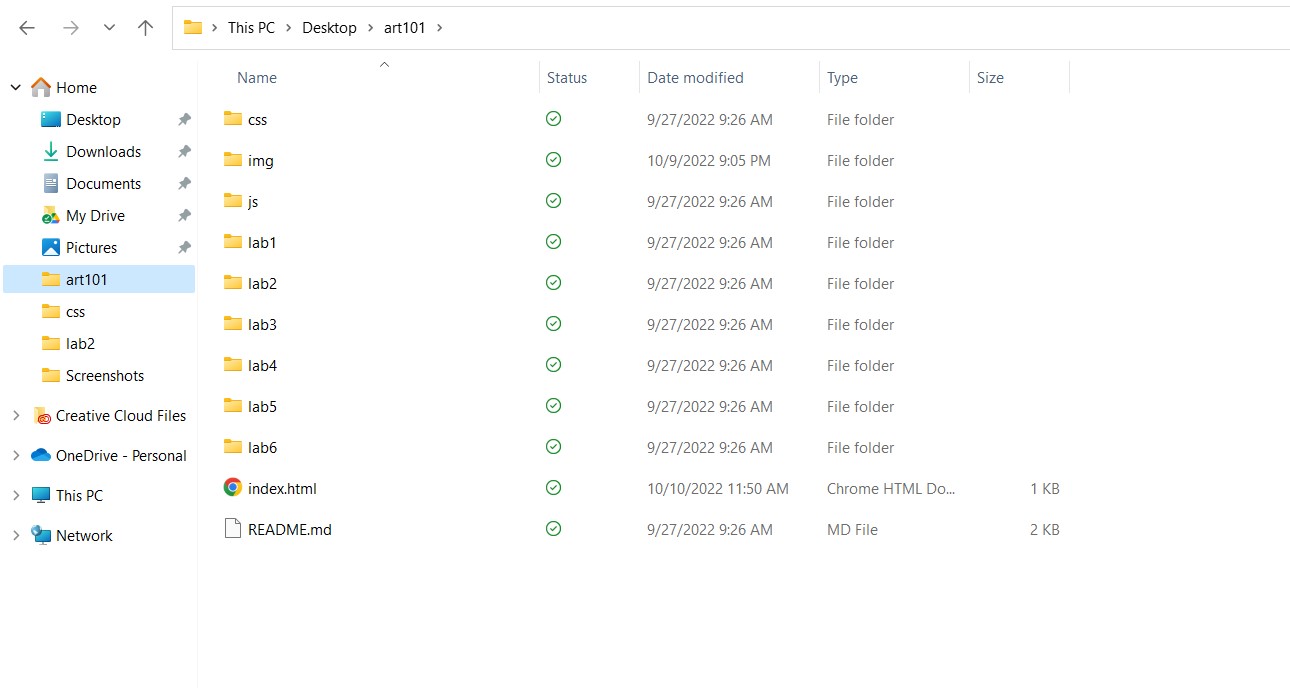 This PC Desktop art101
Name Status Date modified Type Size
Home
Desktop
Downloads
Documents
My Drive
Pictures
art101
css
lab2
Screenshots
Creative Cloud Files
OneDrive - Personal
This PC
Network
css 9/27/2022 9:26 AM File folder
img 10/9/2022 9:05 PM File folder
js 9/27/2022 9:26 AM File folder
lab1 9/27/2022 9:26 AM File folder
lab2 9/27/2022 9:26 AM File folder
lab3 9/27/2022 9:26 AM File folder
lab4 9/27/2022 9:26 AM File folder
lab5 9/27/2022 9:26 AM File folder
lab6 9/27/2022 9:26 AM File folder
index.html 10/10/2022 11:50 AM Chrome HTML Do... 1 KB
README.md 9/27/2022 9:26 AM MD File 2 KB